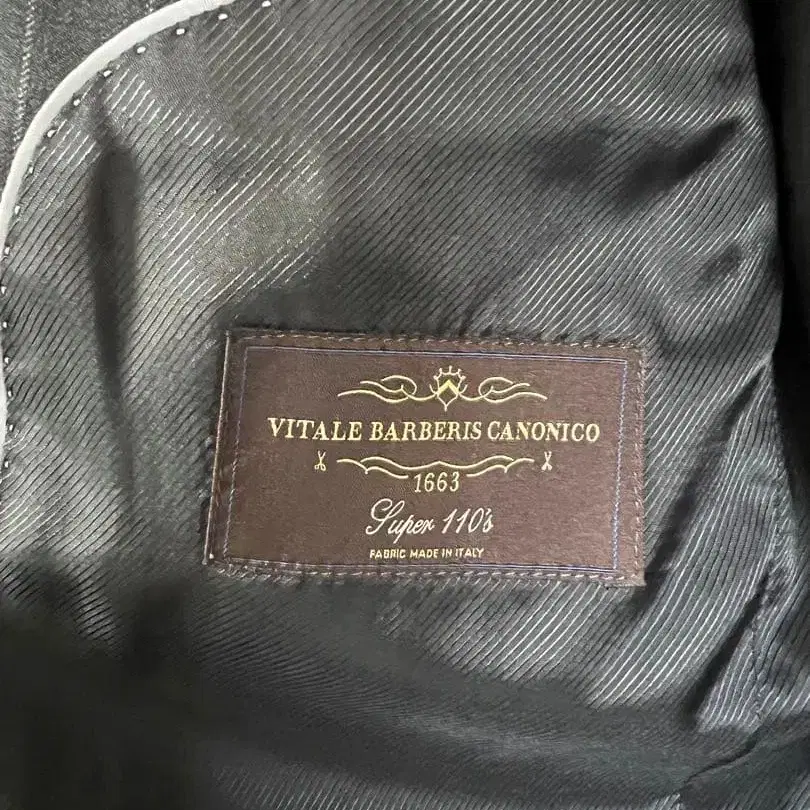 VITALE BARBERIS CANONICO
1663
Super 110's
FABRIC MADE IN ITALY